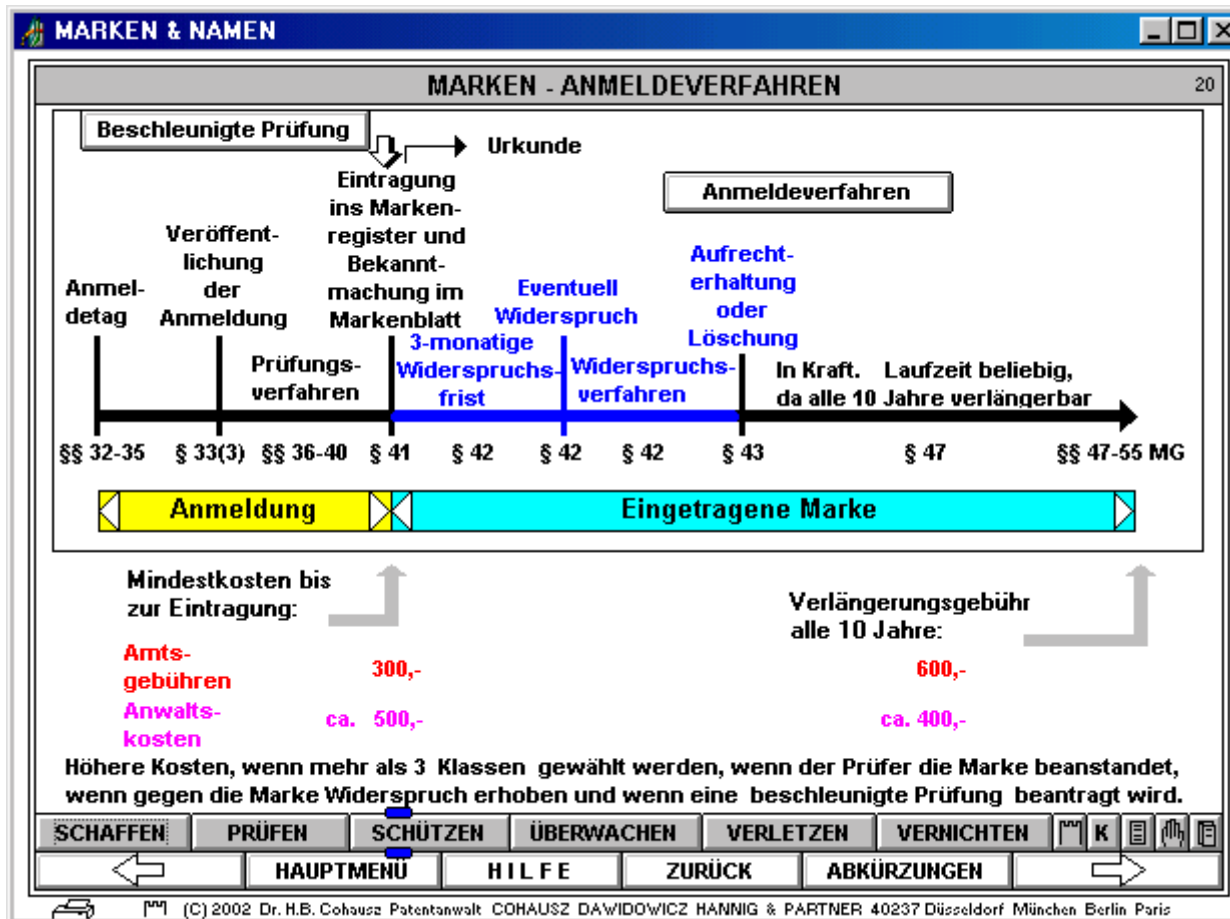 MARKEN & NAMEN
MARKEN - ANMELDEVERFAHREN 20
Beschleunigte Prüfung
Urkunde
Anmeldeverfahren
Anmel-
detag
Veröffent-
lichung
der
Anmeldung
Eintragung
ins Marken-
register und
Bekannt-
machung im
Markenblatt
Eventuell
Widerspruch
Aufrecht-
erhaltung
oder
Löschung
Prüfungs-
verfahren
3-monatige
Widerspruchs-
frist
Widerspruchs-
verfahren
In Kraft. Laufzeit beliebig,
da alle 10 Jahre verlängerbar
§§ 32-35 § 33(3) §§ 36-40 § 41 § 42 § 42 § 42 § 43 § 47 §§ 47-55 MG
Anmeldung Eingetragene Marke
Mindestkosten bis
zur Eintragung:
Verlängerungsgebühr
alle 10 Jahre:
Amts-
gebühren 300,- 600,-
Anwalts-
kosten ca. 500,- ca. 400,-
Höhere Kosten, wenn mehr als 3 Klassen gewählt werden, wenn der Prüfer die Marke beanstandet,
wenn gegen die Marke Widerspruch erhoben und wenn eine beschleunigte Prüfung beantragt wird.
SCHAFFEN PRÜFEN SCHÜTZEN ÜBERWACHEN VERLETZEN VERNICHTEN K
HAUPTMENÜ HILFE ZURÜCK ABKÜRZUNGEN
(C) 2002 Dr. H.B. Cohausz Patentanwalt COHAUSZ DAWIDOWICZ HANNIG & PARTNER 40237 Düsseldorf München Berlin Paris